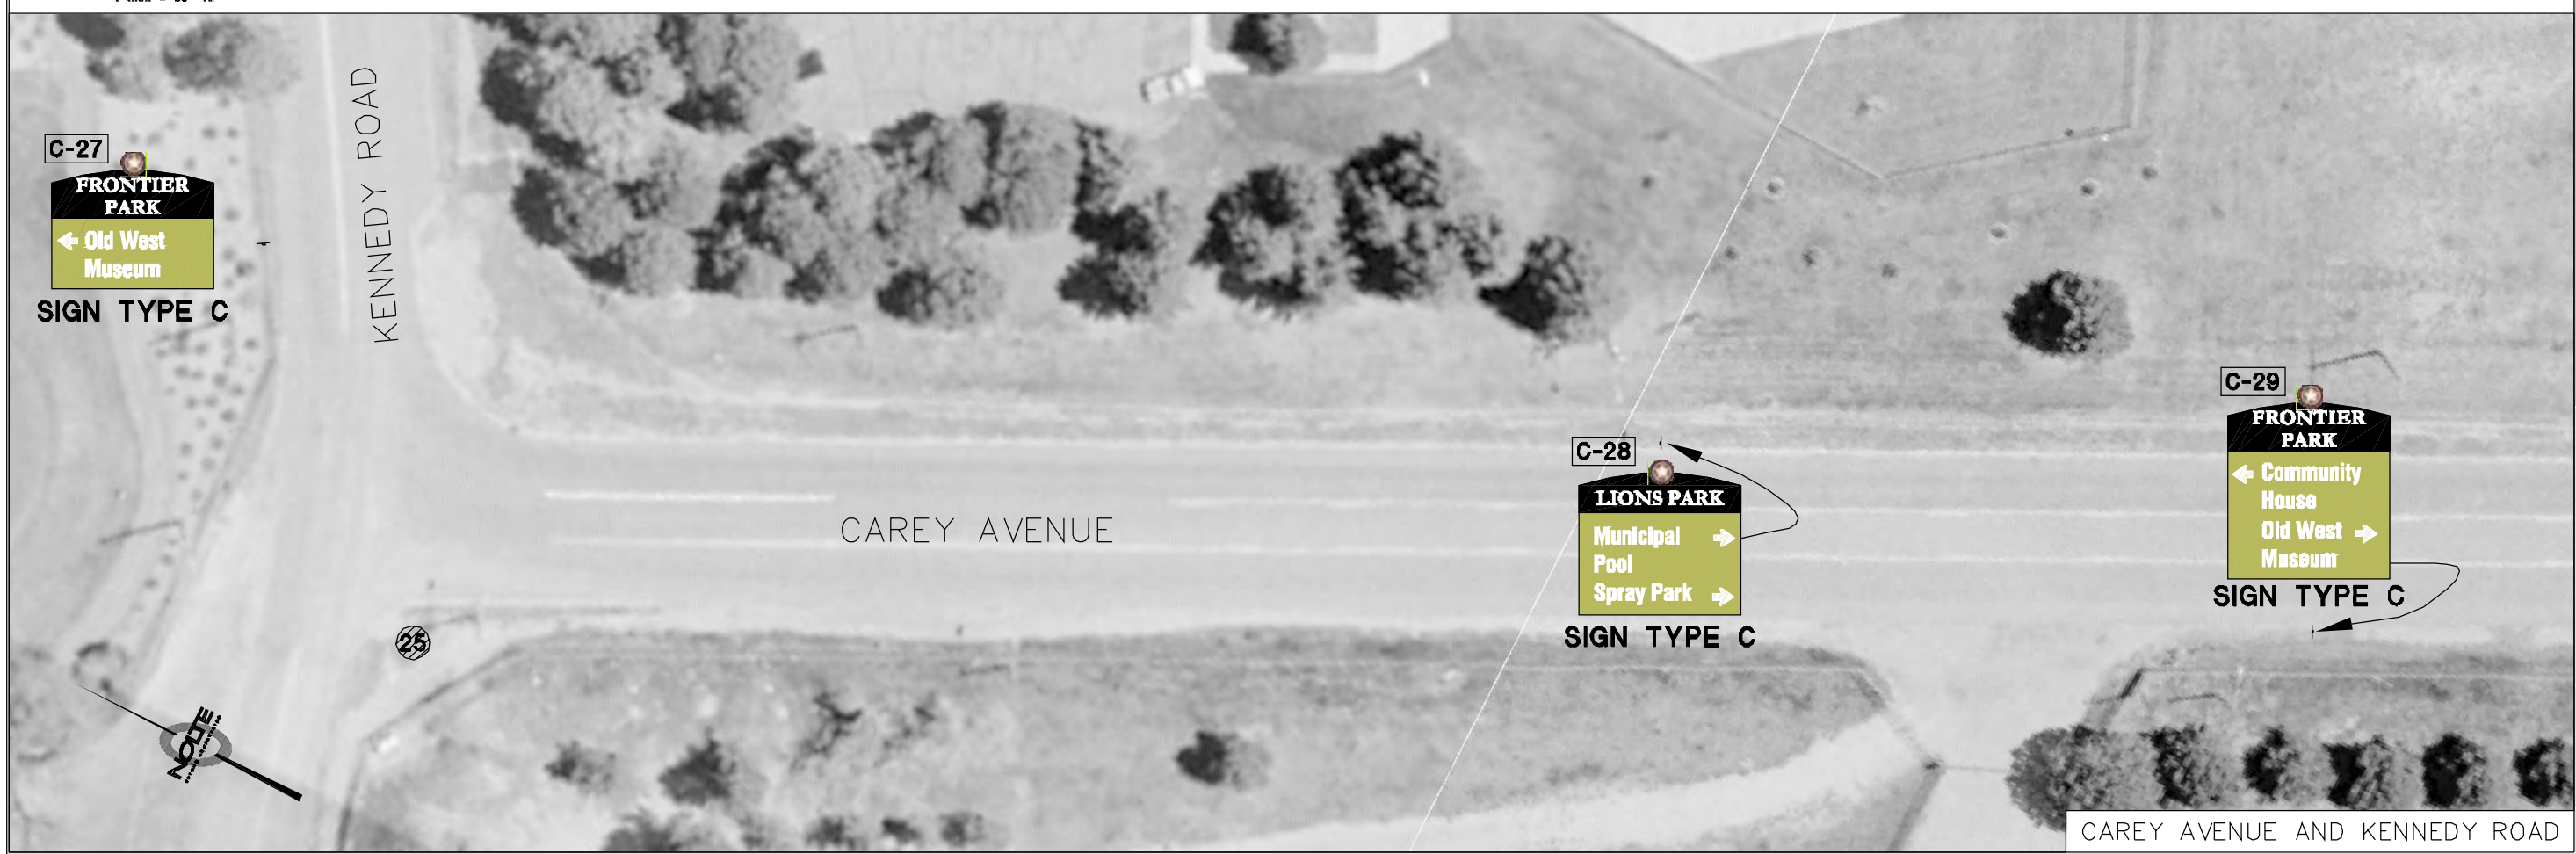 KENNEDY ROAD
C-27
FRONTIER
PARK
Old West
Museum
SIGN TYPE C
CAREY AVENUE
C-28
LIONS PARK
Municipal
Pool
Spray Park
SIGN TYPE C
C-29
FRONTIER
PARK
Community
House
Old West
Museum
SIGN TYPE C
25
NOLTE
CAREY AVENUE AND KENNEDY ROAD